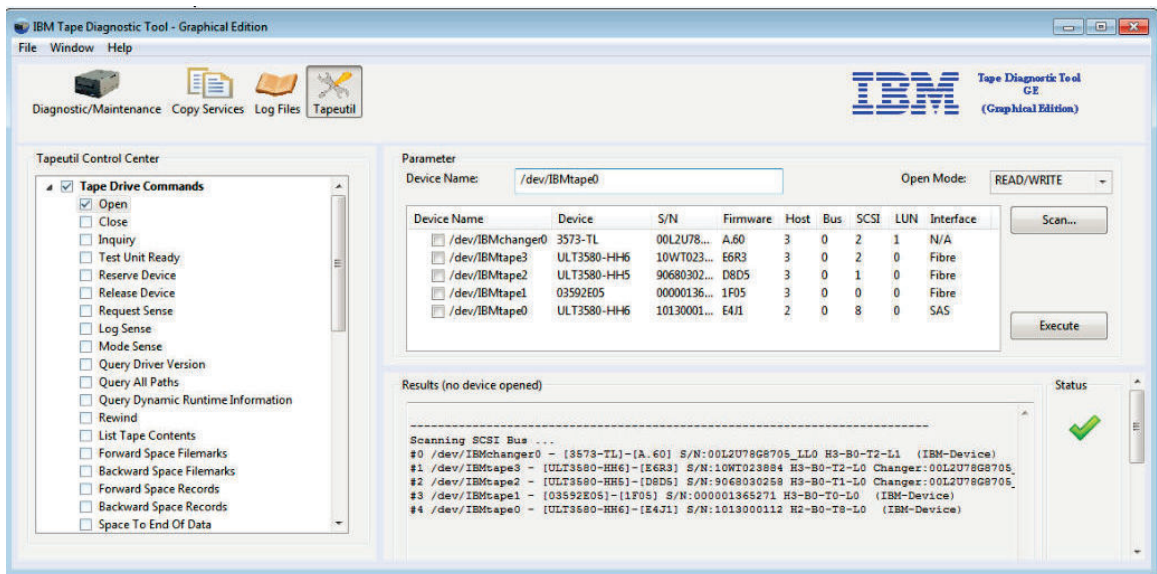 IBM Tape Diagnostic Tool - Graphical Edition
File Window Help
Diagnostic/Maintenance Copy Services Log Files Tapeutil
IBM
Tape Diagnostic Tool
GE
(Graphical Edition)
Tapeutil Control Center
Tape Drive Commands
Open
Close
Inquiry
Test Unit Ready
Reserve Device
Release Device
Request Sense
Log Sense
Mode Sense
Query Driver Version
Query All Paths
Query Dynamic Runtime Information
Rewind
List Tape Contents
Forward Space Filemarks
Backward Space Filemarks
Forward Space Records
Backward Space Records
Space To End Of Data
Parameter
Device Name: /dev/IBMtape0 Open Mode: READ/WRITE
Device Name Device S/N Firmware Host Bus SCSI LUN Interface
/dev/IBMchanger0 3573-TL 00L2U78... A.60 3 0 2 1 N/A
/dev/IBMtape3 ULT3580-HH6 10WT023... E6R3 3 0 2 0 Fibre
/dev/IBMtape2 ULT3580-HH5 90680302... D8D5 3 0 1 0 Fibre
/dev/IBMtape1 03592E05 00000136... 1F05 3 0 0 0 Fibre
/dev/IBMtape0 ULT3580-HH6 10130001... E4J1 2 0 8 0 SAS
Scan...
Execute
Results (no device opened)
Status
--------------------------------------------------------------------------
Scanning SCSI Bus ...
#0 /dev/IBMchanger0 - [3573-TL]-[A.60] S/N:00L2U78G8705_LL0 H3-B0-T2-L1 (IBM-Device)
#1 /dev/IBMtape3 - [ULT3580-HH6]-[E6R3] S/N:10WT023884 H3-B0-T2-L0 Changer:00L2U78G8705_
#2 /dev/IBMtape2 - [ULT3580-HH5]-[D8D5] S/N:9068030258 H3-B0-T1-L0 Changer:00L2U78G8705_
#3 /dev/IBMtape1 - [03592E05]-[1F05] S/N:000001365271 H3-B0-T0-L0 (IBM-Device)
#4 /dev/IBMtape0 - [ULT3580-HH6]-[E4J1] S/N:1013000112 H2-B0-T8-L0 (IBM-Device)